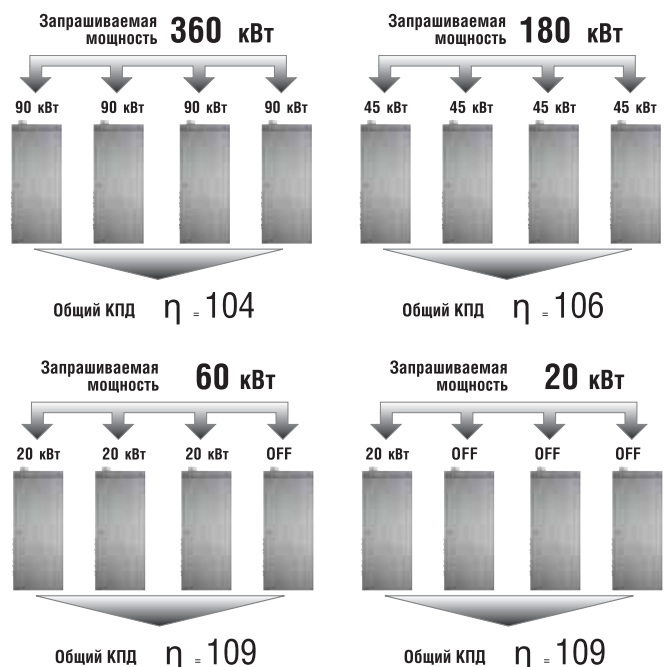 Запрашиваемая
мощность 360 кВт
90 кВт 90 кВт 90 кВт 90 кВт
Общий КПД η = 104
Запрашиваемая
мощность 180 кВт
45 кВт 45 кВт 45 кВт 45 кВт
Общий КПД η = 106
Запрашиваемая
мощность 60 кВт
20 кВт 20 кВт 20 кВт OFF
Общий КПД η = 109
Запрашиваемая
мощность 20 кВт
20 кВт OFF OFF OFF
Общий КПД η = 109